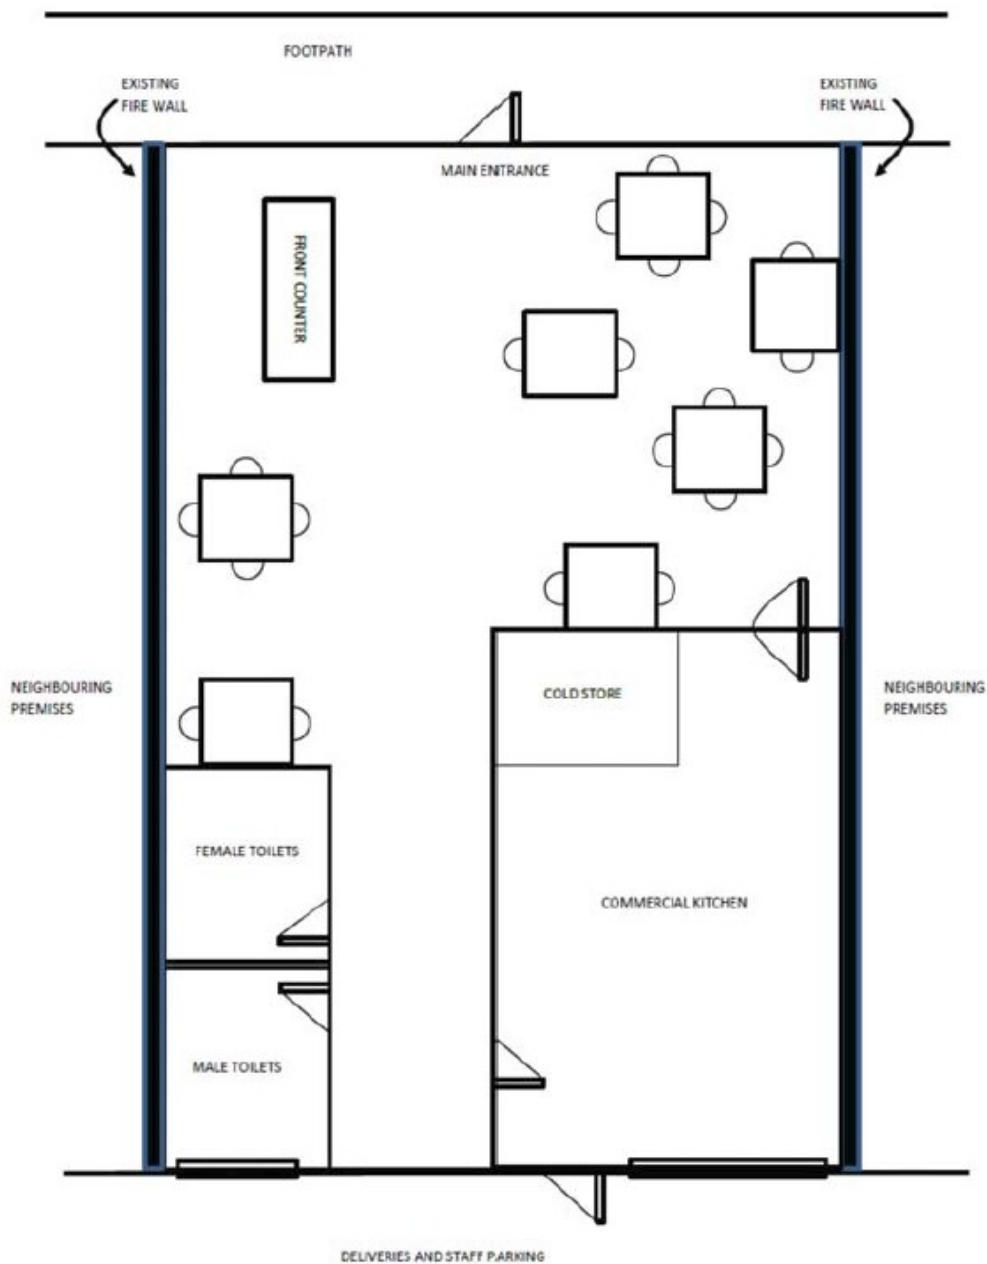 FOOTPATH
EXISTING
FIRE WALL
EXISTING
FIRE WALL
MAIN ENTRANCE
FRONT COUNTER
COLD STORE
NEIGHBOURING
PREMISES
NEIGHBOURING
PREMISES
FEMALE TOILETS
COMMERCIAL KITCHEN
MALE TOILETS
DELIVERIES AND STAFF PARKING